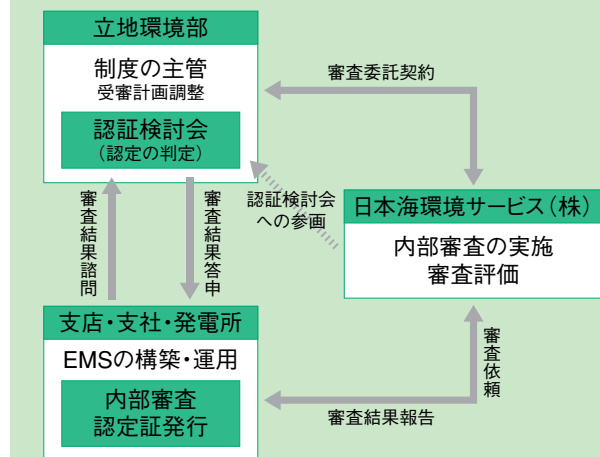 立地環境部
制度の主管
受審計画調整
認証検討会
(認定の判定)
審査委託契約
審査結果諮問
審査結果答申
認証検討会
への参画
日本海環境サービス(株)
内部審査の実施
審査評価
支店・支社・発電所
EMSの構築・運用
内部審査
認定証発行
審査依頼
審査結果報告